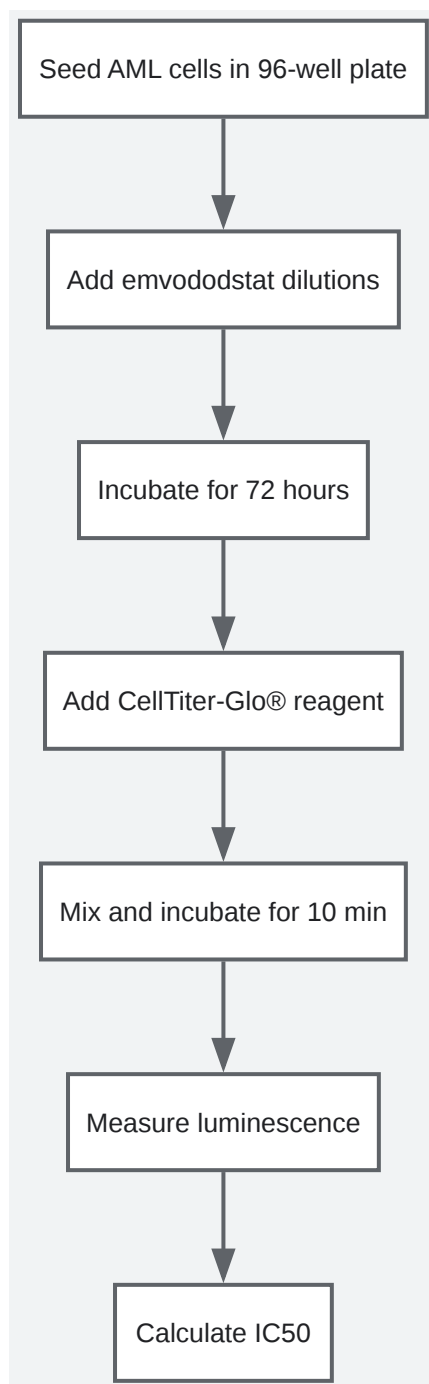 Seed AML cells in 96-well plate
Add emvododstat dilutions
Incubate for 72 hours
Add CellTiter-Glo® reagent
Mix and incubate for 10 min
Measure luminescence
Calculate IC50